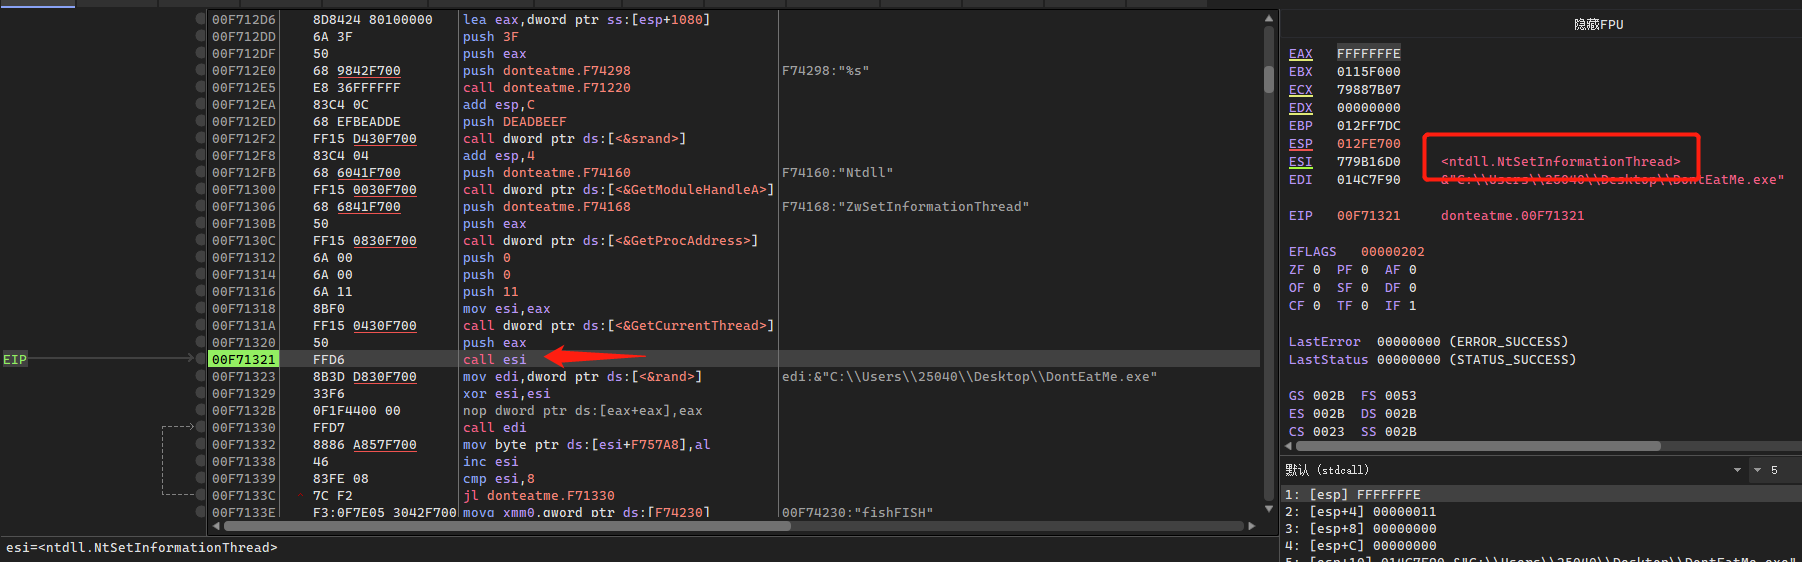 00F712D6 8D8424 80100000 lea eax,dword ptr ss:[esp+1080]
00F712DD 6A 3F push 3F
00F712DF 50 push eax
00F712E0 68 9842F700 push donteatme.F74298 F74298:"%s"
00F712E5 E8 36FFFFFF call donteatme.F71220
00F712EA 83C4 0C add esp,C
00F712ED 68 EFBEADDE push DEADBEEF
00F712F2 FF15 D430F700 call dword ptr ds:[<&srand>]
00F712F8 83C4 04 add esp,4
00F712FB 68 6041F700 push donteatme.F74160 F74160:"Ntdll"
00F71300 FF15 0030F700 call dword ptr ds:[<&GetModuleHandleA>]
00F71306 68 6841F700 push donteatme.F74168 F74168:"ZwSetInformationThread"
00F7130B 50 push eax
00F7130C FF15 0830F700 call dword ptr ds:[<&GetProcAddress>]
00F71312 6A 00 push 0
00F71314 6A 00 push 0
00F71316 6A 11 push 11
00F71318 8BF0 mov esi,eax
00F7131A FF15 0430F700 call dword ptr ds:[<&GetCurrentThread>]
00F71320 50 push eax
EIP 00F71321 FFD6 call esi
00F71323 8B3D D830F700 mov edi,dword ptr ds:[<&rand>] edi:&"C:\\Users\\25040\\Desktop\\DontEatMe.exe"
00F71329 33F6 xor esi,esi
00F7132B 0F1F4400 00 nop dword ptr ds:[eax+eax],eax
00F71330 FFD7 call edi
00F71332 8886 A857F700 mov byte ptr ds:[esi+F757A8],al
00F71338 46 inc esi
00F71339 83FE 08 cmp esi,8
00F7133C 7C F2 jl donteatme.F71330
00F7133E F3:0F7E05 3042F700 movq xmm0,qword ptr ds:[F74230] 00F74230:"fishFISH"
esi=<ntdll.NtSetInformationThread>
隐藏FPU
EAX FFFFFFFE
EBX 0115F000
ECX 79887B07
EDX 00000000
EBP 012FF7DC
ESP 012FE700
ESI 779B16D0 <ntdll.NtSetInformationThread>
EDI 014C7F90 &"C:\\Users\\25040\\Desktop\\DontEatMe.exe"
EIP 00F71321 donteatme.00F71321
EFLAGS 00000202
ZF 0 PF 0 AF 0
OF 0 SF 0 DF 0
CF 0 TF 0 IF 1
LastError 00000000 (ERROR_SUCCESS)
LastStatus 00000000 (STATUS_SUCCESS)
GS 002B FS 0053
ES 002B DS 002B
CS 0023 SS 002B
默认 (stdcall) 5
1: [esp] FFFFFFFE
2: [esp+4] 00000011
3: [esp+8] 00000000
4: [esp+C] 00000000
5: [esp+10] 014C7F90 &"C:\\Users\\25040\\Desktop\\DontEatMe.exe"